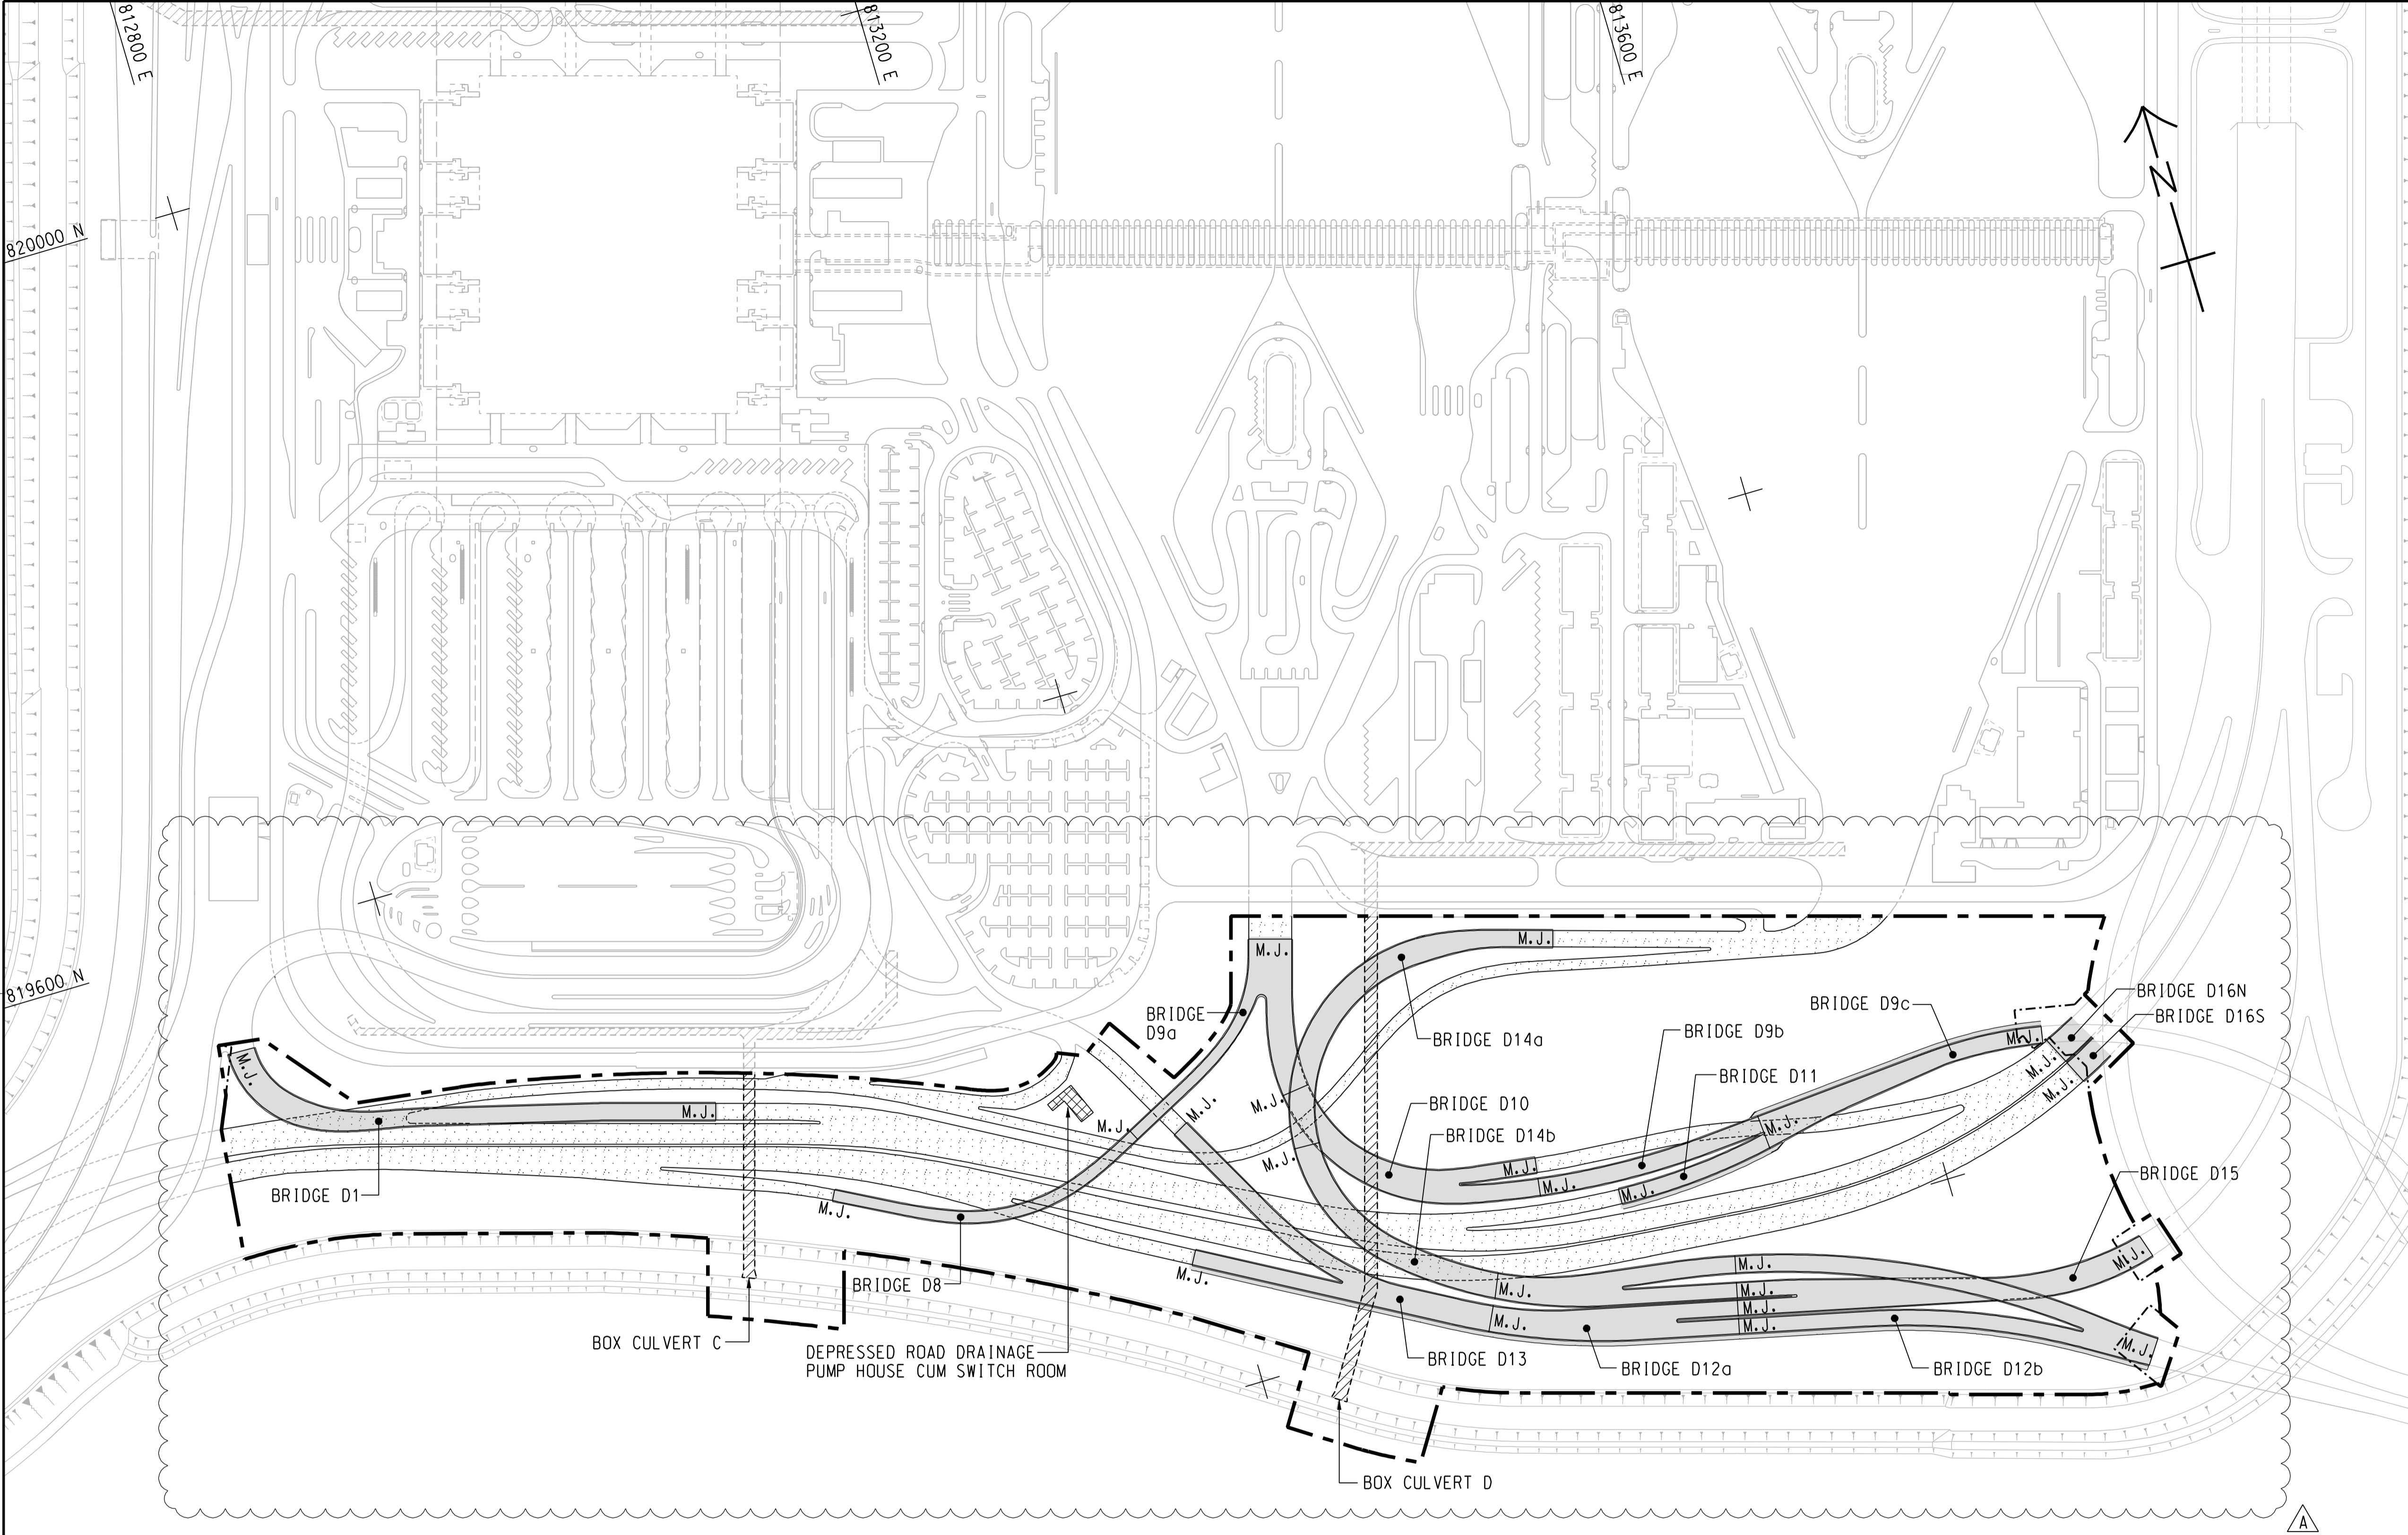 812800 E
813200 E
813600 E
N
820000 N
819600 N
M.J.
M.J.
BRIDGE
D9a
BRIDGE D14a
BRIDGE D9b
BRIDGE D9c
BRIDGE D16N
BRIDGE D16S
M.J.
M.J.
M.J.
M.J.
BRIDGE D11
M.J.
M.J.
M.J.
M.J.
M.J.
BRIDGE D10
BRIDGE D14b
M.J.
M.J.
M.J.
M.J.
M.J.
BRIDGE D1
M.J.
BRIDGE D15
BRIDGE D8
M.J.
M.J.
M.J.
M.J.
M.J.
M.J.
M.J.
M.J.
M.J.
BOX CULVERT C
DEPRESSED ROAD DRAINAGE
PUMP HOUSE CUM SWITCH ROOM
BRIDGE D13
BRIDGE D12a
BRIDGE D12b
BOX CULVERT D
A